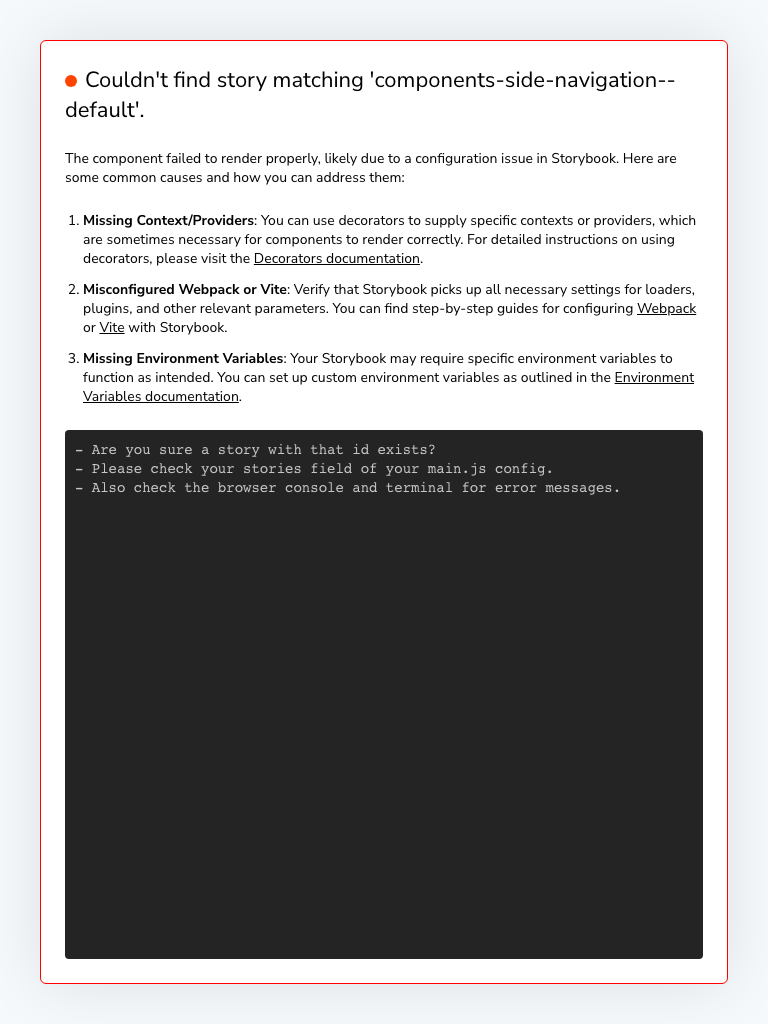 Couldn't find story matching 'components-side-navigation--
default'.
The component failed to render properly, likely due to a configuration issue in Storybook. Here are
some common causes and how you can address them:
1. Missing Context/Providers: You can use decorators to supply specific contexts or providers, which
are sometimes necessary for components to render correctly. For detailed instructions on using
decorators, please visit the Decorators documentation.
2. Misconfigured Webpack or Vite: Verify that Storybook picks up all necessary settings for loaders,
plugins, and other relevant parameters. You can find step-by-step guides for configuring Webpack
or Vite with Storybook.
3. Missing Environment Variables: Your Storybook may require specific environment variables to
function as intended. You can set up custom environment variables as outlined in the Environment
Variables documentation.
- Are you sure a story with that id exists?
- Please check your stories field of your main.js config.
- Also check the browser console and terminal for error messages.